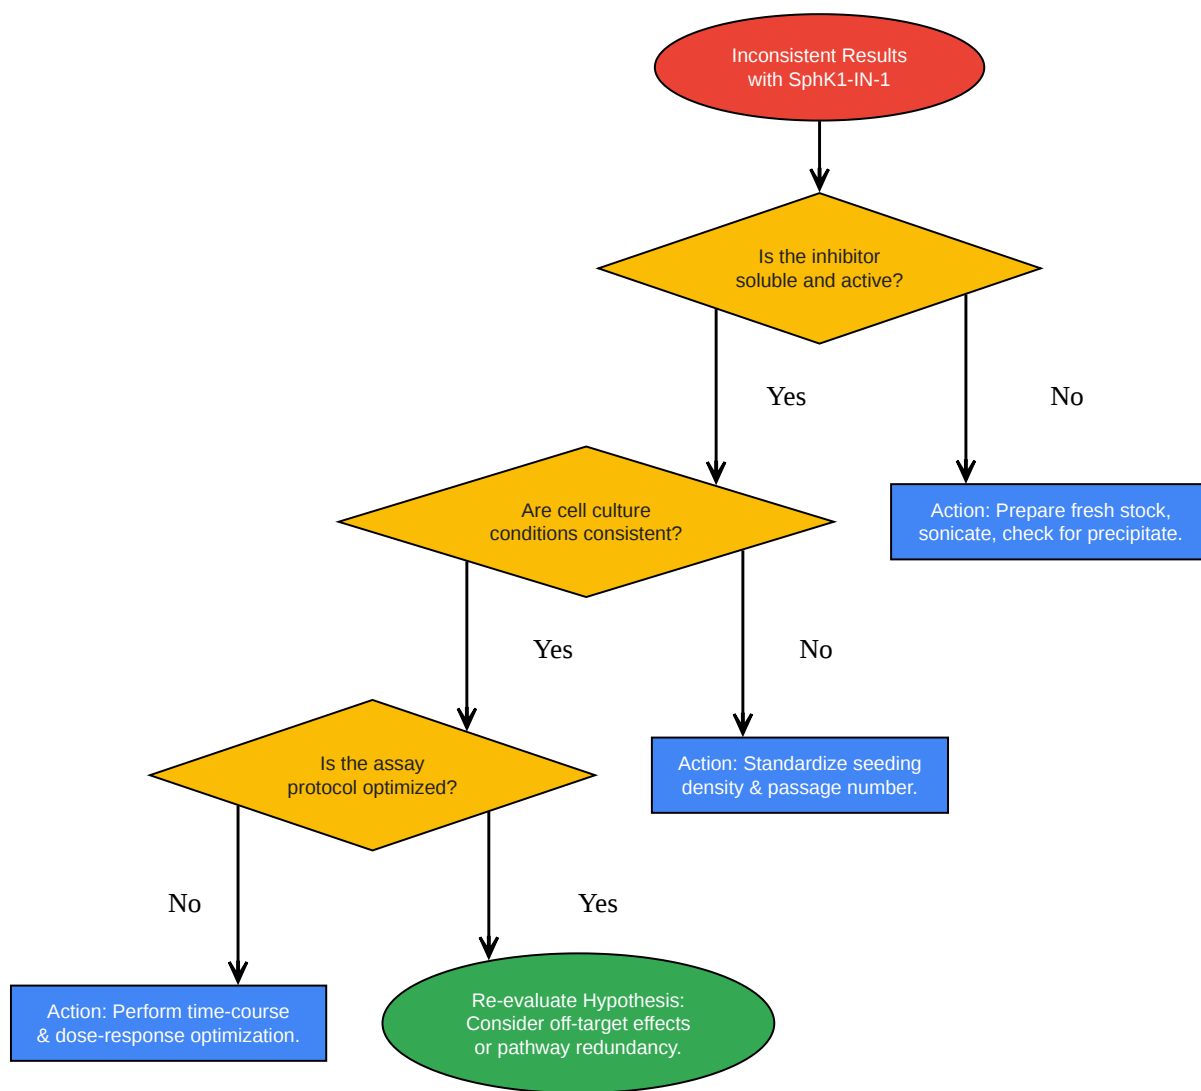 Inconsistent Results
with SphK1-IN-1
Is the inhibitor
soluble and active?
Yes
No
Are cell culture
conditions consistent?
Action: Prepare fresh stock,
sonicate, check for precipitate.
Yes
No
Is the assay
protocol optimized?
Action: Standardize seeding
density & passage number.
No
Yes
Action: Perform time-course
& dose-response optimization.
Re-evaluate Hypothesis:
Consider off-target effects
or pathway redundancy.